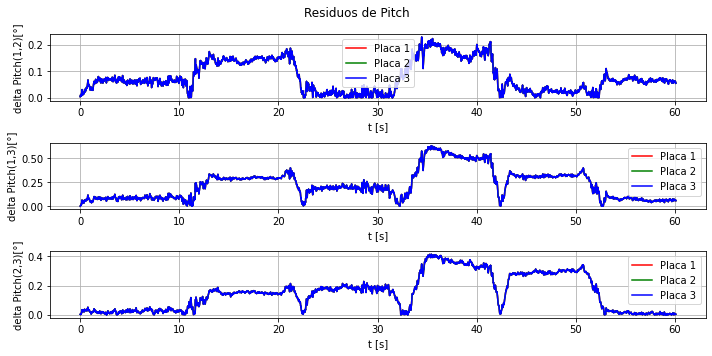 Residuos de Pitch
delta Pitch(1,2)[°]
0.2
0.1
0.0
Placa 1
Placa 2
Placa 3
0 10 20 30 40 50 60
t [s]
delta Pitch(1,3)[°]
0.50
0.25
0.00
Placa 1
Placa 2
Placa 3
0 10 20 30 40 50 60
t [s]
delta Pitch(2,3)[°]
0.4
0.2
0.0
Placa 1
Placa 2
Placa 3
0 10 20 30 40 50 60
t [s]